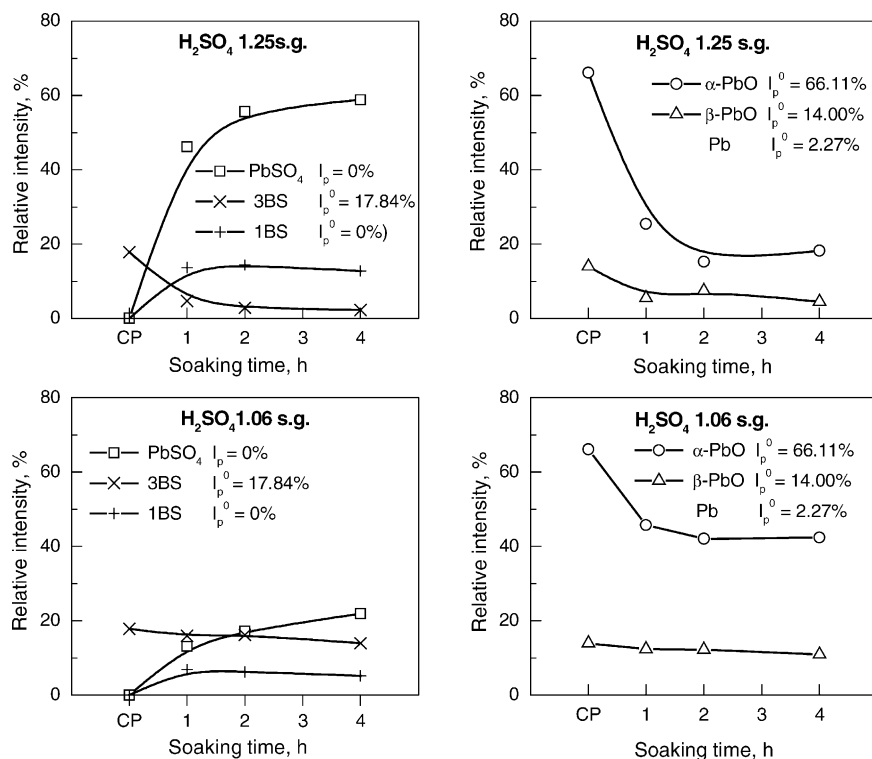 H₂SO₄ 1.25s.g.
Relative intensity, %
80
60
40
20
0
PbSO₄ Iₚ = 0%
3BS Iₚ⁰ = 17.84%
1BS Iₚ⁰ = 0%)
CP 1 2 3 4
Soaking time, h
H₂SO₄ 1.25 s.g.
Relative intensity, %
80
60
40
20
0
α-PbO Iₚ⁰ = 66.11%
β-PbO Iₚ⁰ = 14.00%
Pb Iₚ⁰ = 2.27%
CP 1 2 3 4
Soaking time, h
H₂SO₄1.06 s.g.
Relative intensity, %
80
60
40
20
0
PbSO₄ Iₚ = 0%
3BS Iₚ⁰ = 17.84%
1BS Iₚ⁰ = 0%
CP 1 2 3 4
Soaking time, h
H₂SO₄ 1.06 s.g.
Relative intensity, %
80
60
40
20
0
α-PbO Iₚ⁰ = 66.11%
β-PbO Iₚ⁰ = 14.00%
Pb Iₚ⁰ = 2.27%
CP 1 2 3 4
Soaking time, h